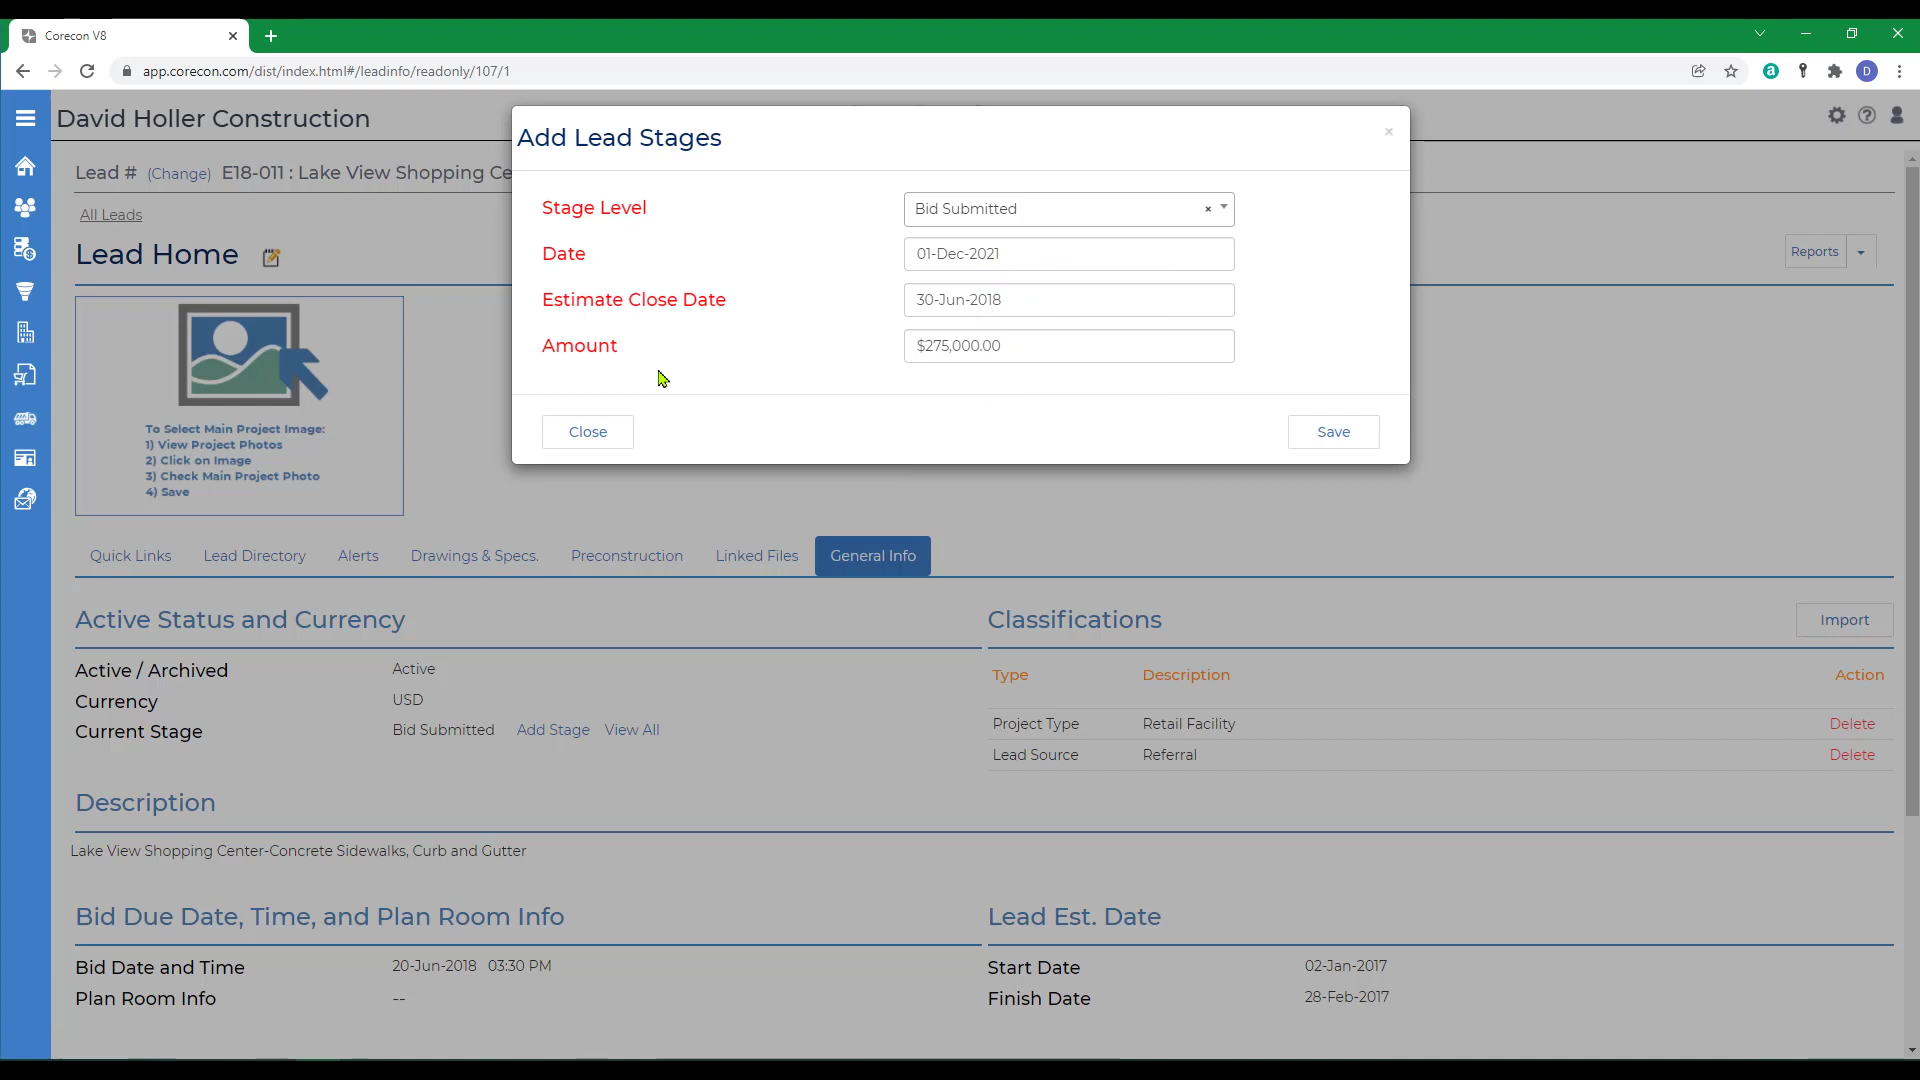 Corecon V8
app.corecon.com/dist/index.html#/leadinfo/readonly/107/1
D
David Holler Construction
Lead # (Change) E18-011 : Lake View Shopping Ce
All Leads
Lead Home
Reports
Add Lead Stages
×
Stage Level
Bid Submitted
×
Date
01-Dec-2021
Estimate Close Date
30-Jun-2018
Amount
$275,000.00
Close
Save
To Select Main Project Image:
1) View Project Photos
2) Click on Image
3) Check Main Project Photo
4) Save
Quick Links
Lead Directory
Alerts
Drawings & Specs.
Preconstruction
Linked Files
General Info
Active Status and Currency
Active / Archived
Active
Currency
USD
Current Stage
Bid Submitted
Add Stage
View All
Classifications
Import
Type
Description
Action
Project Type
Retail Facility
Delete
Lead Source
Referral
Delete
Description
Lake View Shopping Center-Concrete Sidewalks, Curb and Gutter
Bid Due Date, Time, and Plan Room Info
Bid Date and Time
20-Jun-2018 03:30 PM
Plan Room Info
--
Lead Est. Date
Start Date
02-Jan-2017
Finish Date
28-Feb-2017